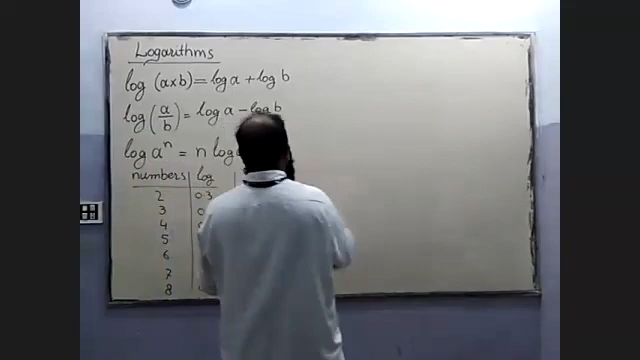 Logarithms
log (a×b) = log a + log b
log (a/b) = log a − log b
log aⁿ = n log
numbers | log |
2 0.3
3 0.
4
5
6
7
8